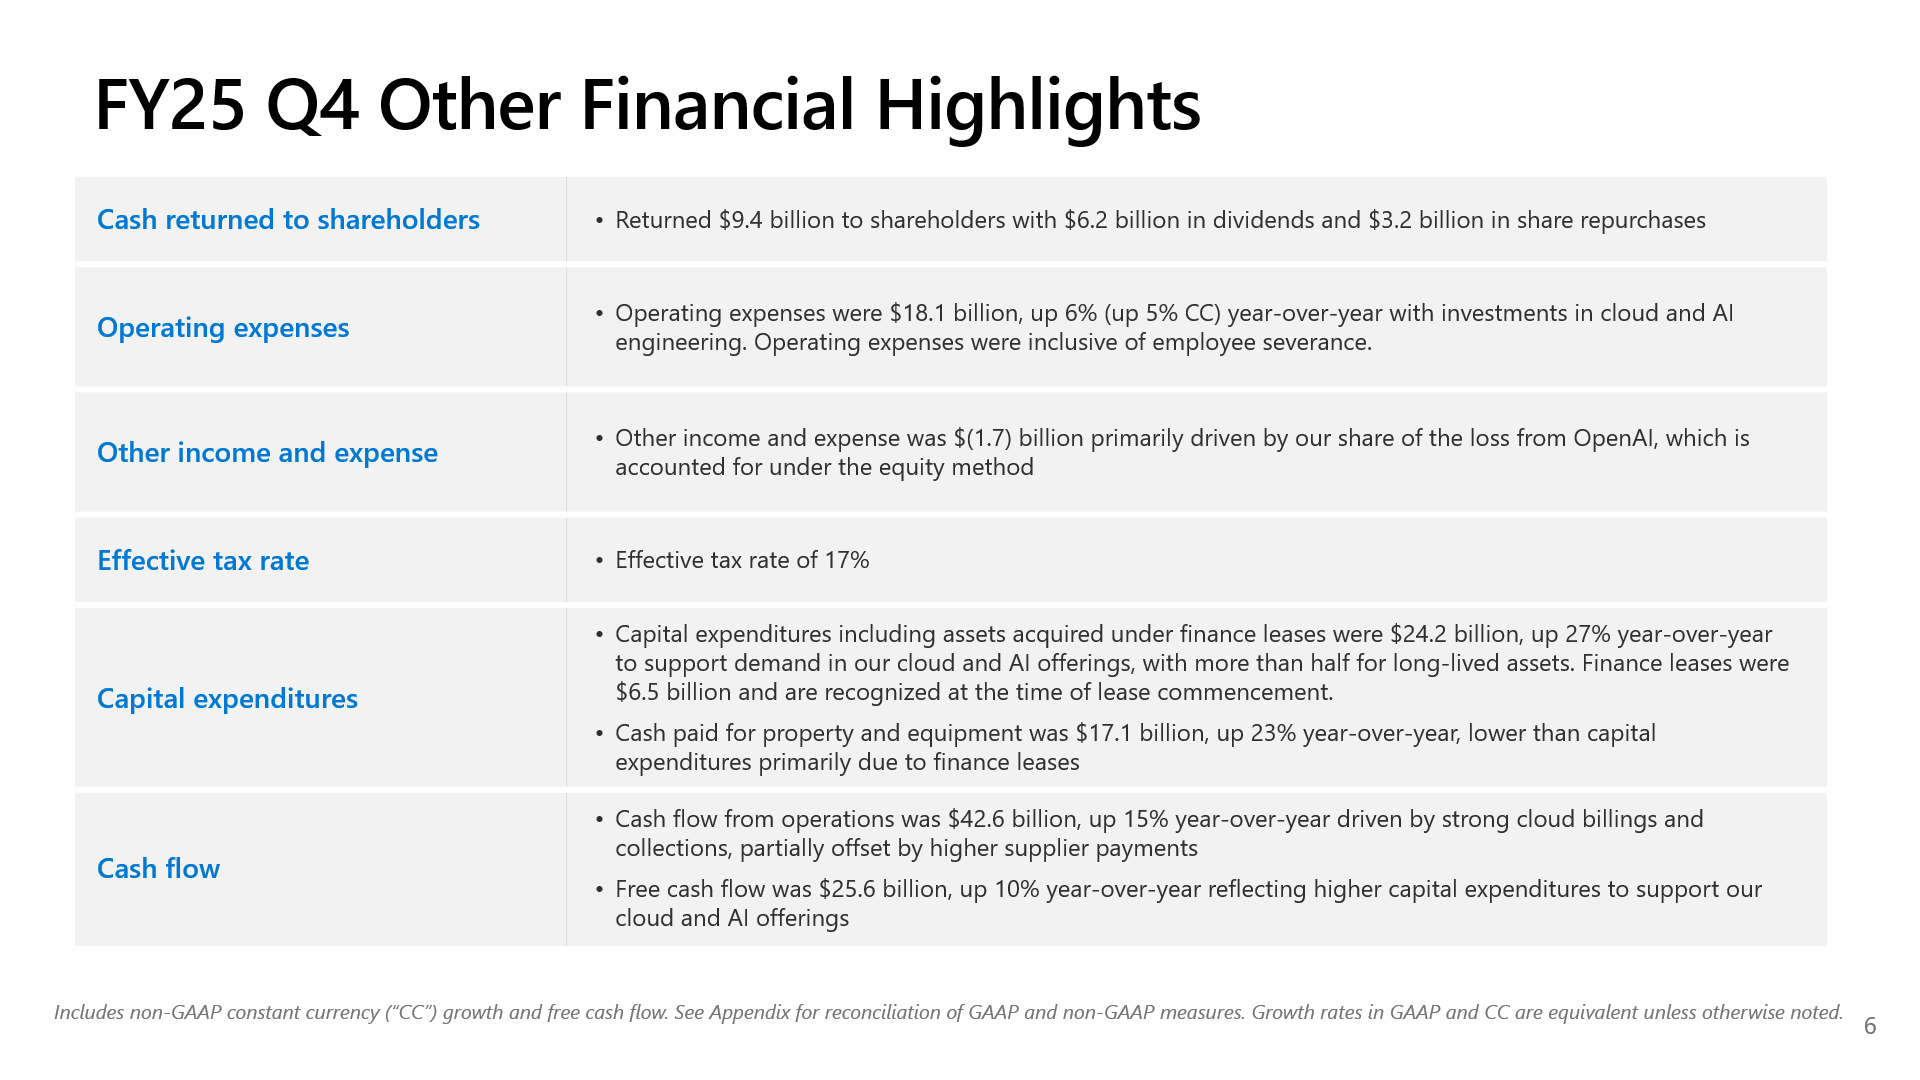 FY25 Q4 Other Financial Highlights
Cash returned to shareholders
• Returned $9.4 billion to shareholders with $6.2 billion in dividends and $3.2 billion in share repurchases
Operating expenses
• Operating expenses were $18.1 billion, up 6% (up 5% CC) year-over-year with investments in cloud and AI
engineering. Operating expenses were inclusive of employee severance.
Other income and expense
• Other income and expense was $(1.7) billion primarily driven by our share of the loss from OpenAI, which is
accounted for under the equity method
Effective tax rate
• Effective tax rate of 17%
Capital expenditures
• Capital expenditures including assets acquired under finance leases were $24.2 billion, up 27% year-over-year
to support demand in our cloud and AI offerings, with more than half for long-lived assets. Finance leases were
$6.5 billion and are recognized at the time of lease commencement.
• Cash paid for property and equipment was $17.1 billion, up 23% year-over-year, lower than capital
expenditures primarily due to finance leases
Cash flow
• Cash flow from operations was $42.6 billion, up 15% year-over-year driven by strong cloud billings and
collections, partially offset by higher supplier payments
• Free cash flow was $25.6 billion, up 10% year-over-year reflecting higher capital expenditures to support our
cloud and AI offerings
Includes non-GAAP constant currency (“CC”) growth and free cash flow. See Appendix for reconciliation of GAAP and non-GAAP measures. Growth rates in GAAP and CC are equivalent unless otherwise noted.
6